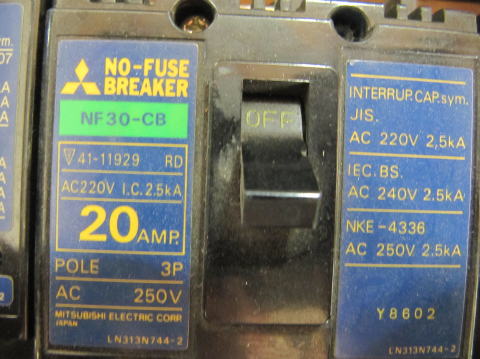 NO-FUSE
BREAKER
NF30-CB
41-11929 RD
AC220V I.C. 2.5kA
20 AMP.
POLE 3P
AC 250V
MITSUBISHI ELECTRIC CORP.
JAPAN
LN313N744-2
OFF
INTERRUP. CAP. sym.
JIS.
AC 220V 2,5kA
IEC. BS.
AC 240V 2.5kA
NKE -4336
AC 250V 2.5kA
Y8602
LN313N744-2